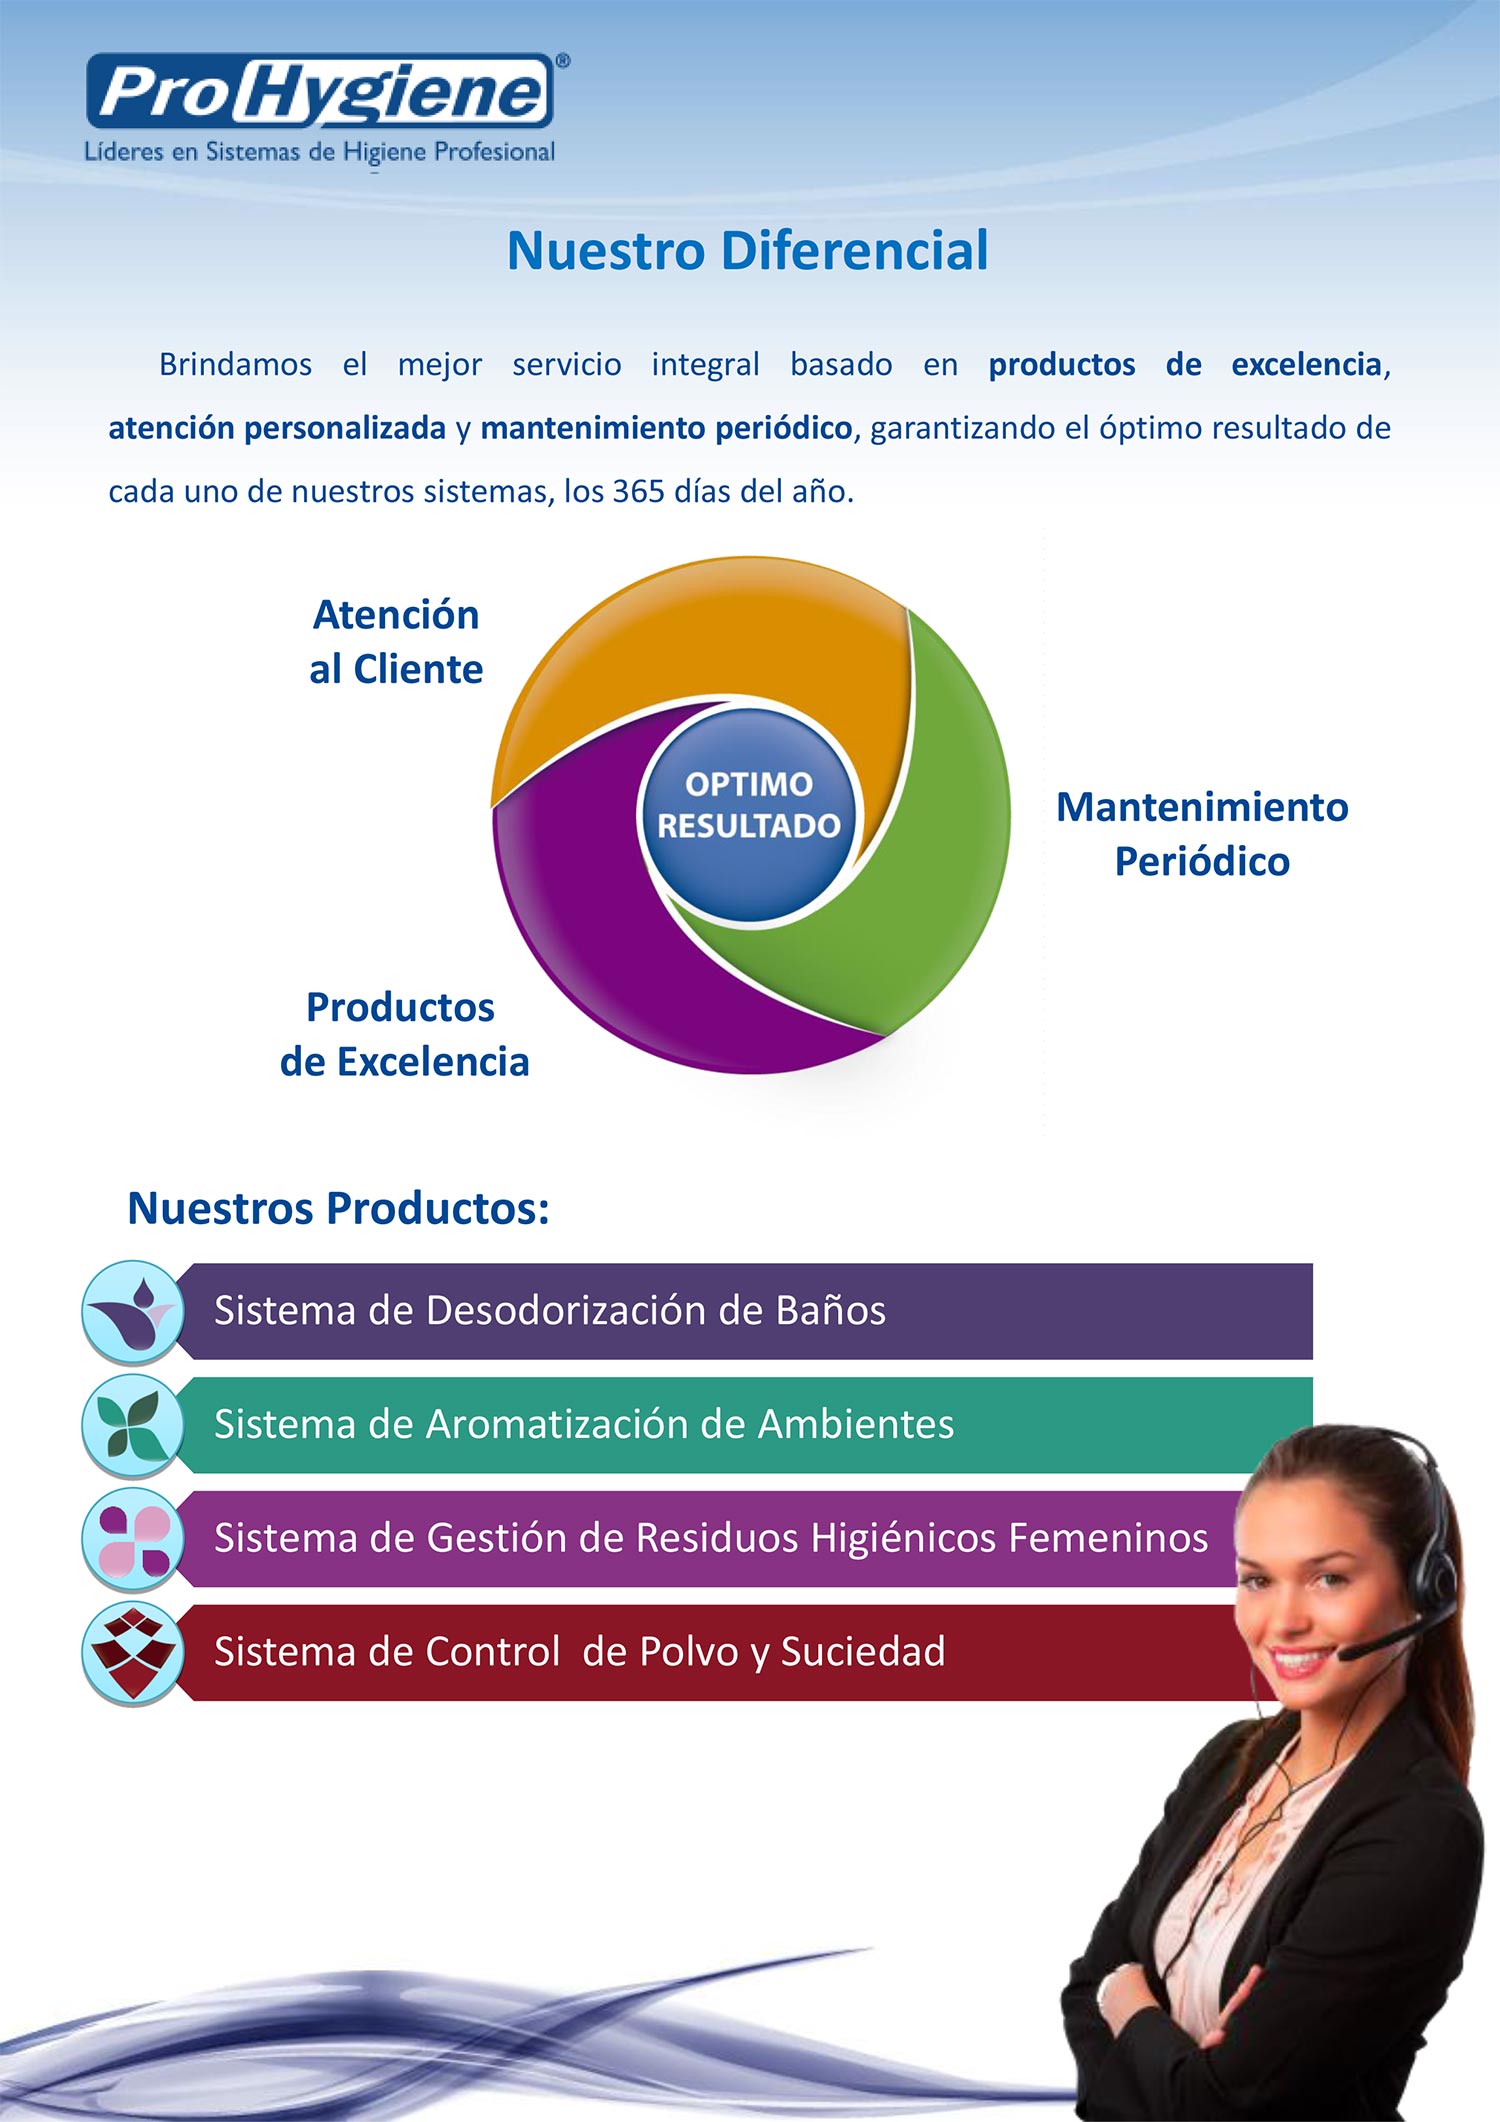 ProHygiene®
Líderes en Sistemas de Higiene Profesional
Nuestro Diferencial
Brindamos el mejor servicio integral basado en productos de excelencia,
atención personalizada y mantenimiento periódico, garantizando el óptimo resultado de
cada uno de nuestros sistemas, los 365 días del año.
Atención
al Cliente
OPTIMO
RESULTADO
Mantenimiento
Periódico
Productos
de Excelencia
Nuestros Productos:
Sistema de Desodorización de Baños
Sistema de Aromatización de Ambientes
Sistema de Gestión de Residuos Higiénicos Femeninos
Sistema de Control  de Polvo y Suciedad